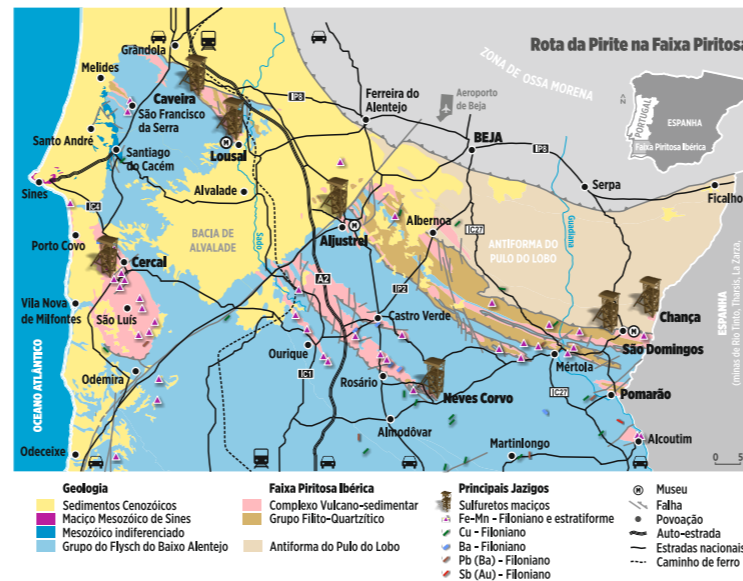 Rota da Pirite na Faixa Piritosa
ZONA DE OSSA MORENA
N
PORTUGAL
ESPANHA
Faixa Piritosa Ibérica
Grândola
Melides
Caveira
São Francisco
da Serra
IP8
Ferreira do
Alentejo
Aeroporto
de Beja
Santo André
Santiago
do Cacém
M
Lousal
BEJA
IP8
Sines
Alvalade
Serpa
Ficalho
IC4
Sado
BACIA DE
ALVALADE
Aljustrel
M
Albernoa
IC27
Guadiana
ANTIFORMA DO
PULO DO LOBO
Porto Covo
Cercal
A2
IP2
Vila Nova
de Milfontes
São Luís
Castro Verde
Chança
M
São Domingos
ESPANHA
(minas de Rio Tinto, Tharsis, La Zarza,
Ourique
IC1
Mértola
OCEANO ATLÂNTICO
Odemira
Rosário
Neves Corvo
IC27
Pomarão
Almodôvar
Alcoutim
Odeceixe
Martinlongo
0
5
Geologia
Sedimentos Cenozóicos
Maciço Mesozóico de Sines
Mesozóico indiferenciado
Grupo do Flysch do Baixo Alentejo
Faixa Piritosa Ibérica
Complexo Vulcano-sedimentar
Grupo Filito-Quartzítico
Antiforma do Pulo do Lobo
Principais Jazigos
Sulfuretos maciços
Fe-Mn - Filoniano e estratiforme
Cu - Filoniano
Ba - Filoniano
Pb (Ba) - Filoniano
Sb (Au) - Filoniano
M Museu
Falha
Povoação
Auto-estrada
Estradas nacionais
Caminho de ferro